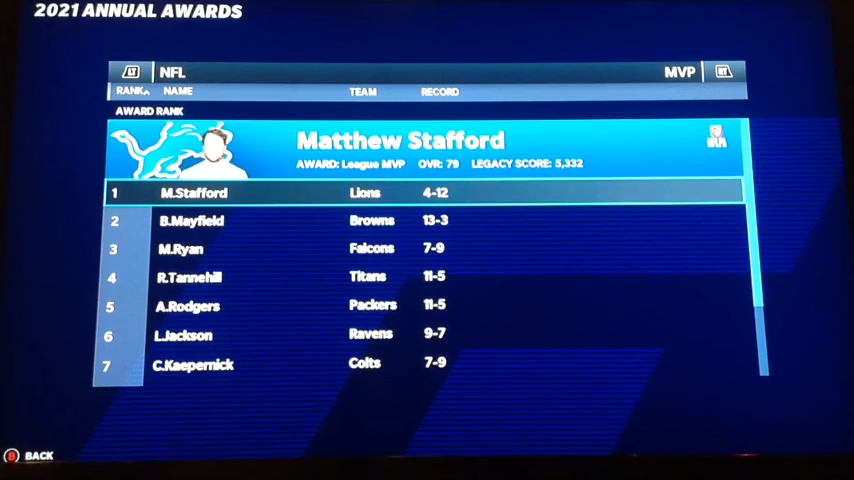 2021 ANNUAL AWARDS
LT NFL MVP RT
RANK NAME TEAM RECORD
AWARD RANK
Matthew Stafford
AWARD: League MVP OVR: 79 LEGACY SCORE: 5,332
NFLPA
1 M.Stafford Lions 4-12
2 B.Mayfield Browns 13-3
3 M.Ryan Falcons 7-9
4 R.Tannehill Titans 11-5
5 A.Rodgers Packers 11-5
6 L.Jackson Ravens 9-7
7 C.Kaepernick Colts 7-9
B BACK